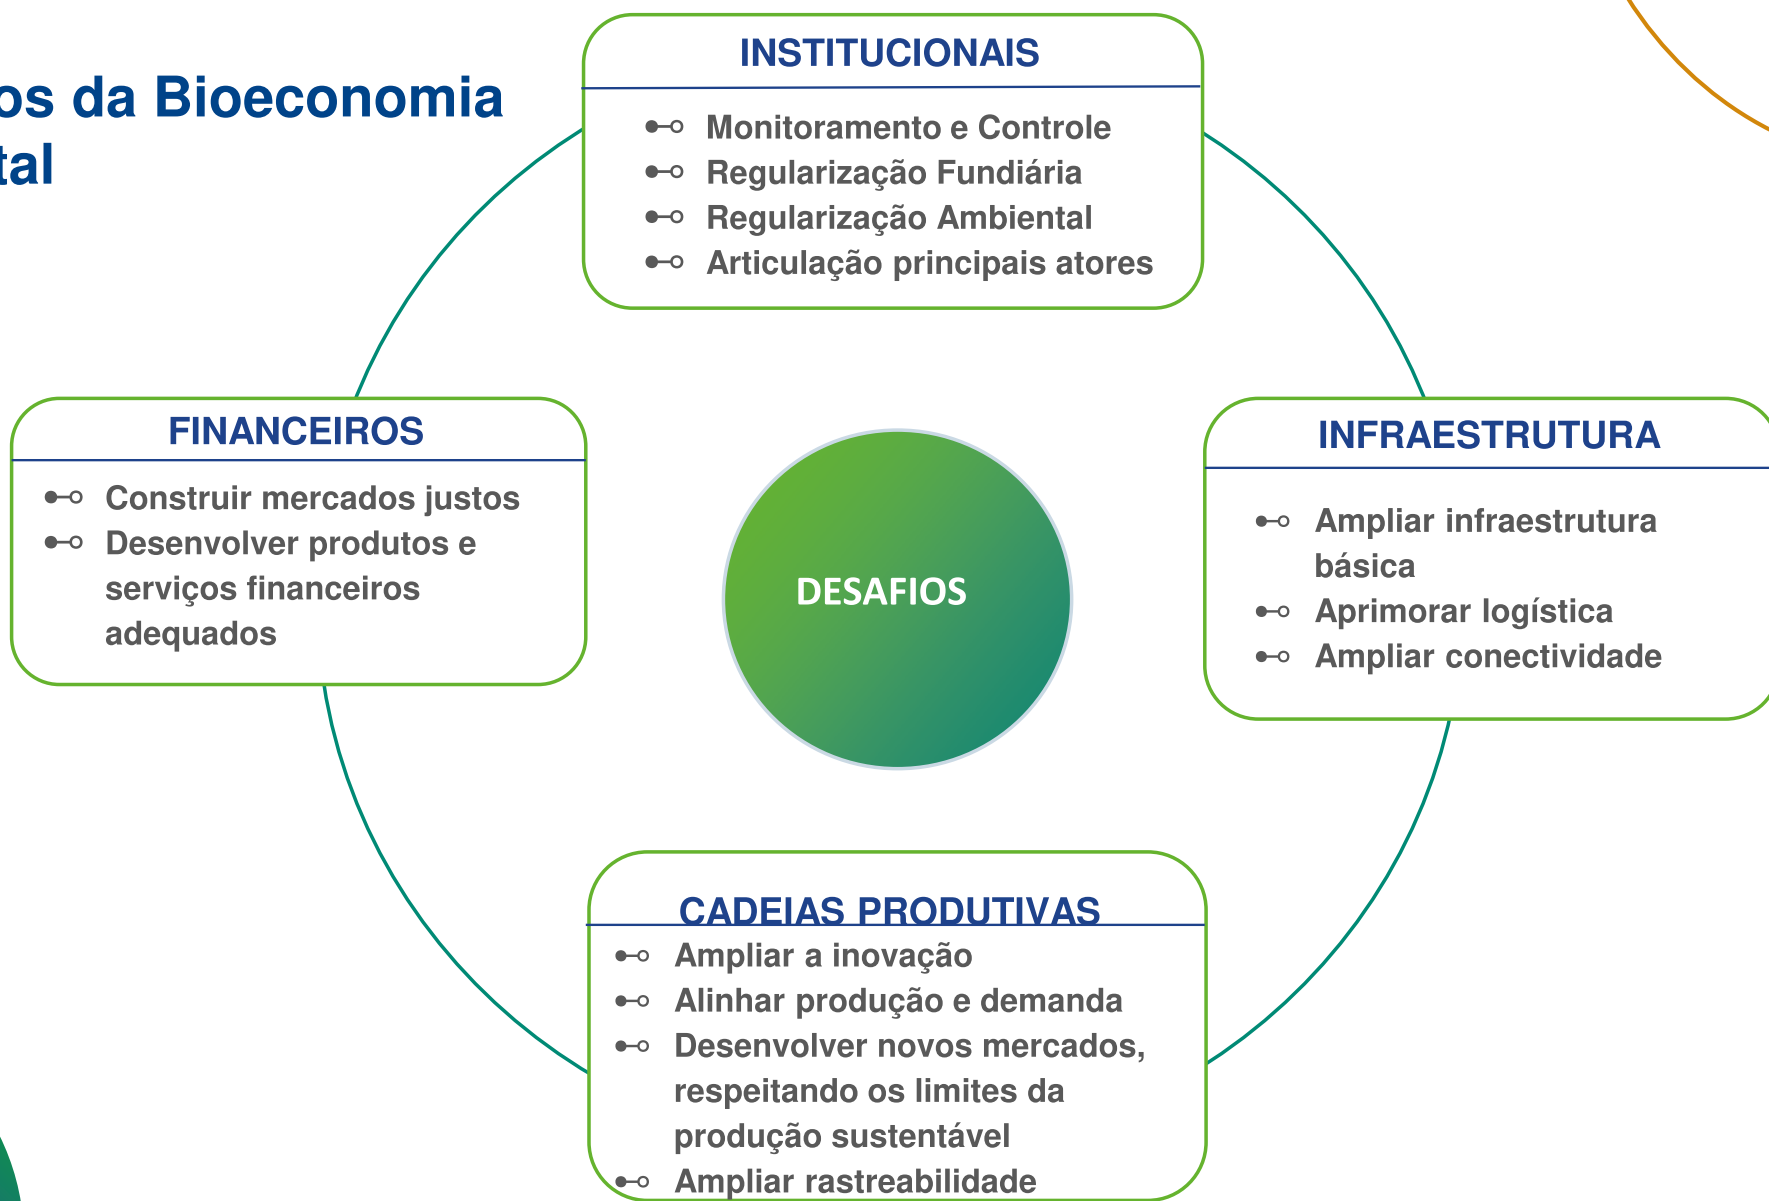 os da Bioeconomia
tal
INSTITUCIONAIS
Monitoramento e Controle
Regularização Fundiária
Regularização Ambiental
Articulação principais atores
FINANCEIROS
Construir mercados justos
Desenvolver produtos e
serviços financeiros
adequados
DESAFIOS
INFRAESTRUTURA
Ampliar infraestrutura
básica
Aprimorar logística
Ampliar conectividade
CADEIAS PRODUTIVAS
Ampliar a inovação
Alinhar produção e demanda
Desenvolver novos mercados,
respeitando os limites da
produção sustentável
Ampliar rastreabilidade